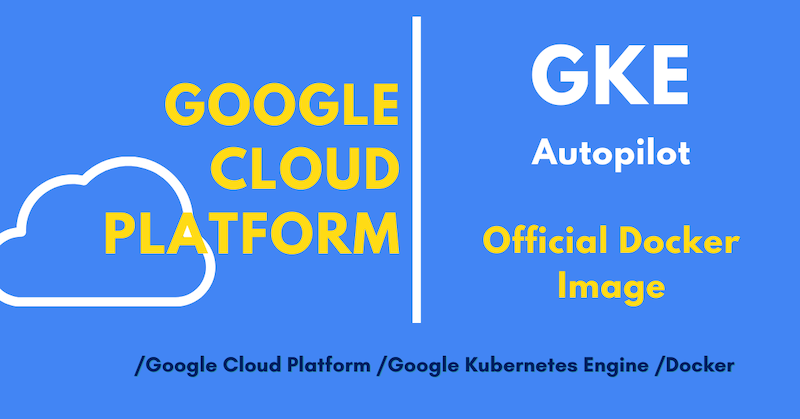 GOOGLE
CLOUD
PLATFORM
GKE
Autopilot
Official Docker
Image
/Google Cloud Platform /Google Kubernetes Engine /Docker